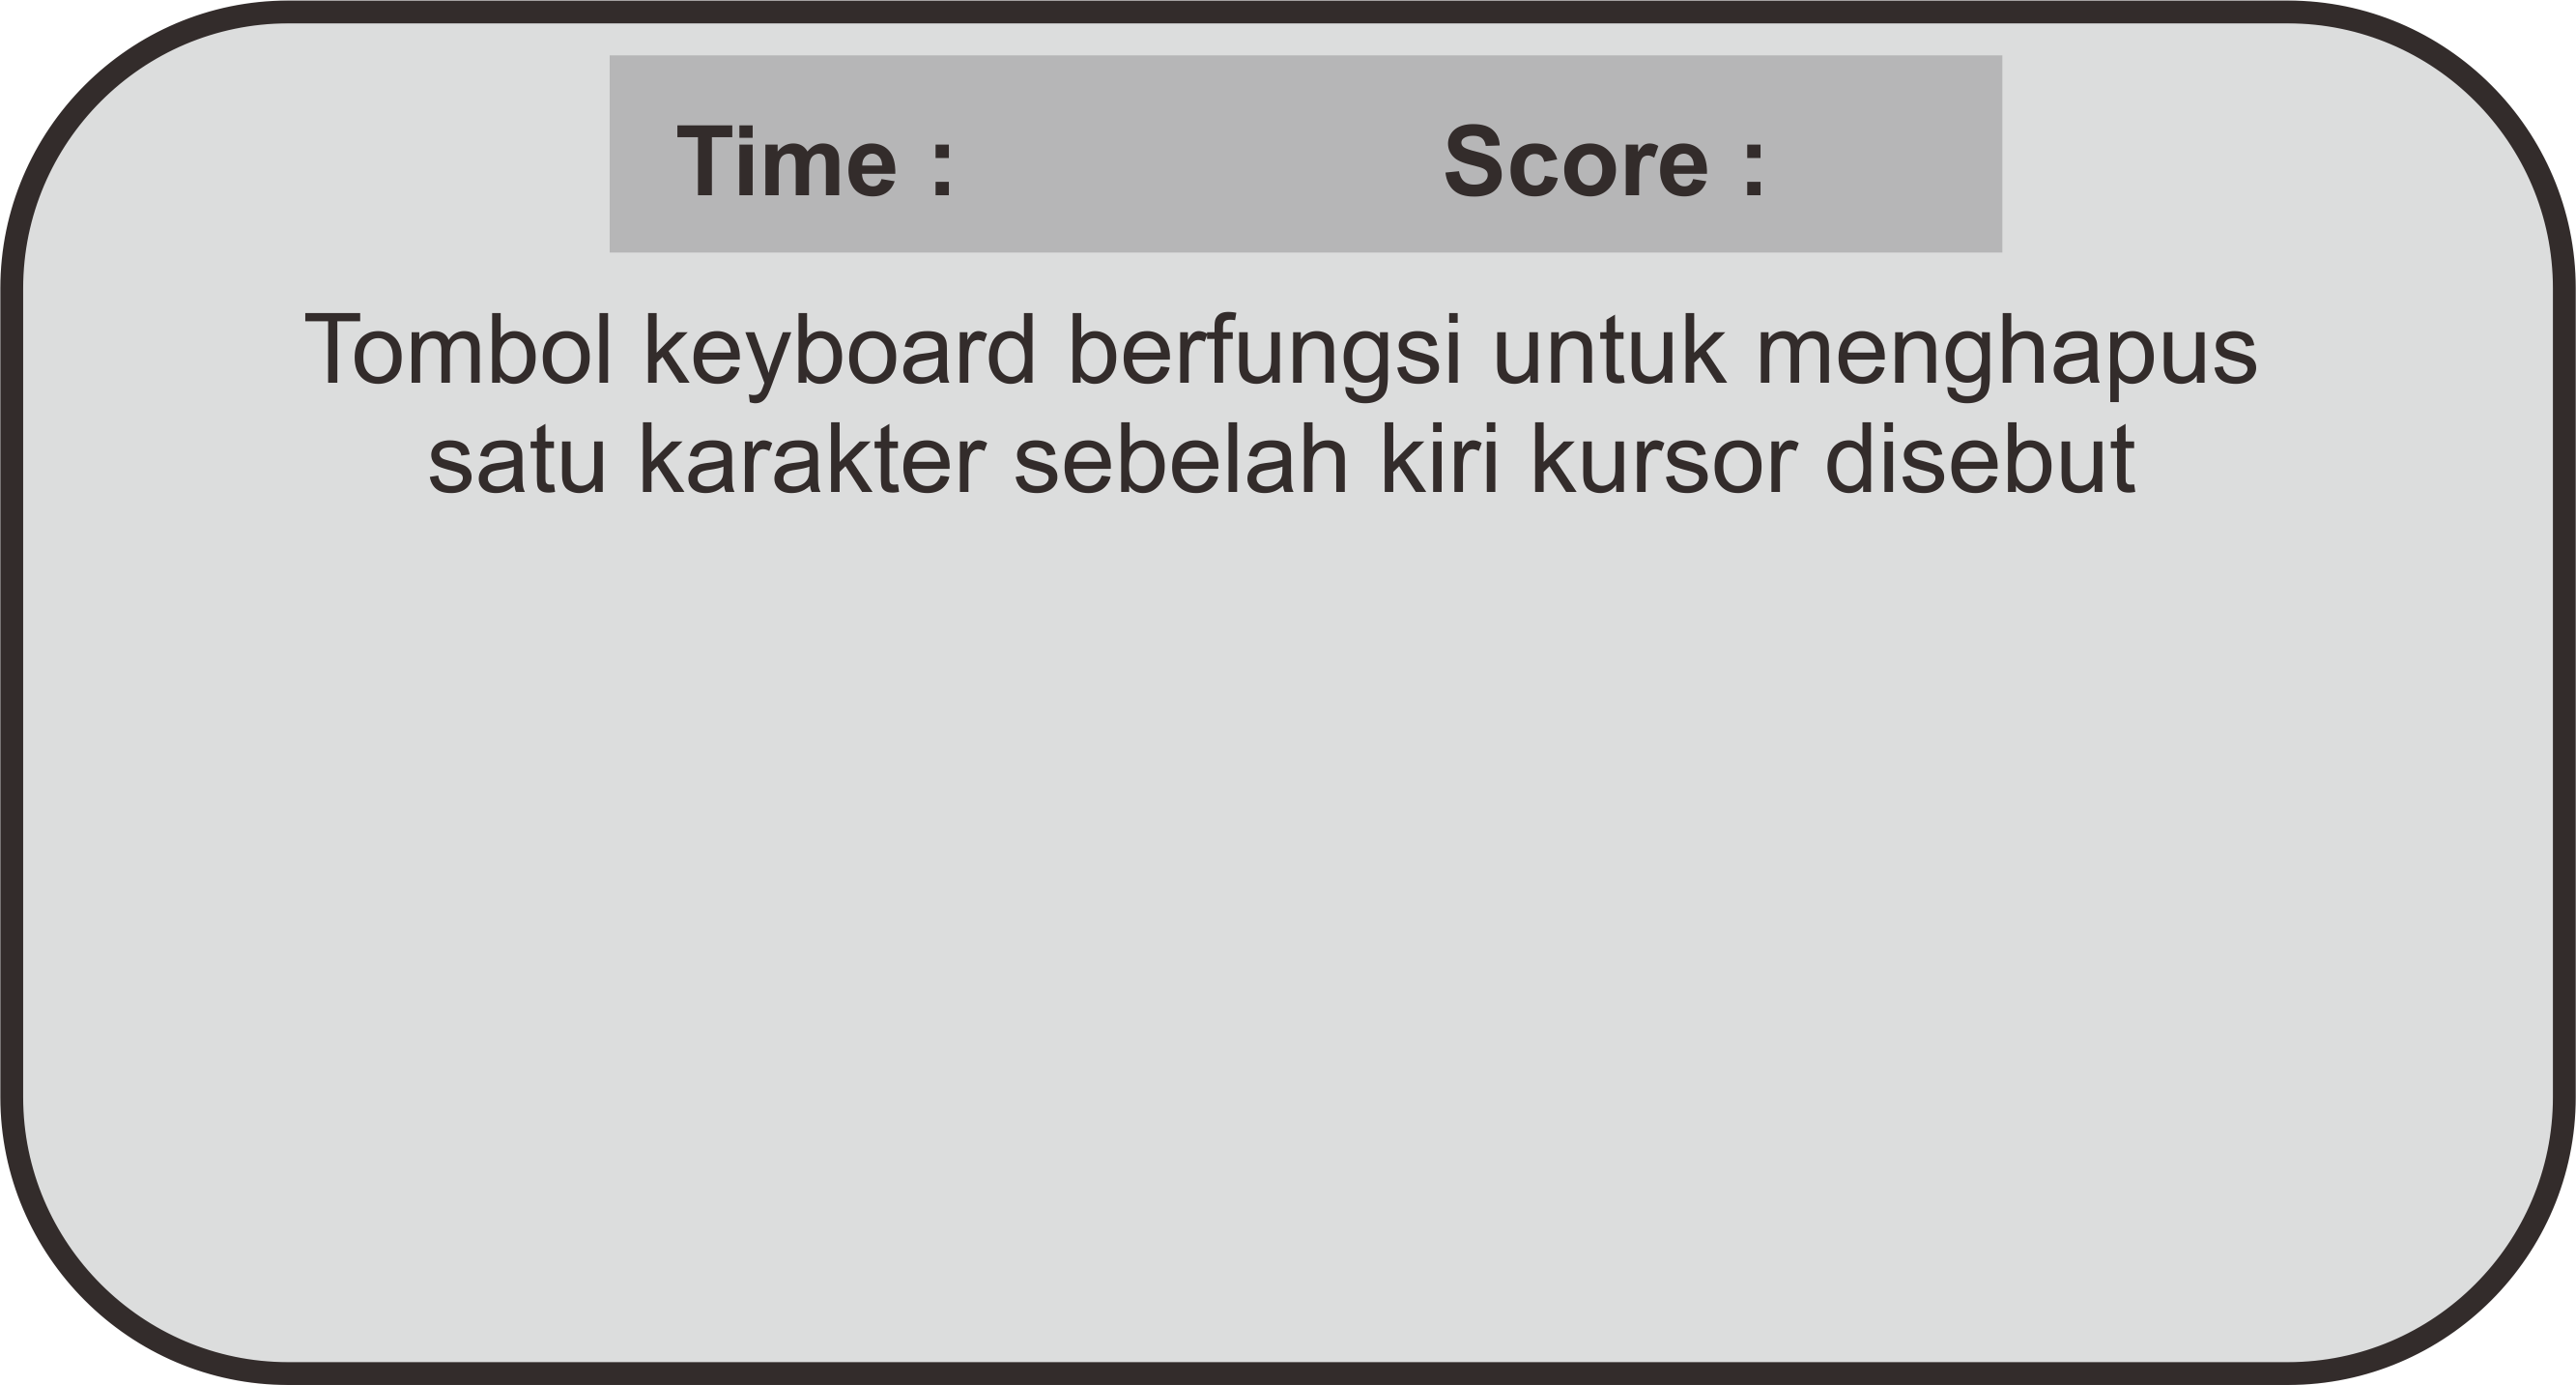 Time : Score :
Tombol keyboard berfungsi untuk menghapus
satu karakter sebelah kiri kursor disebut